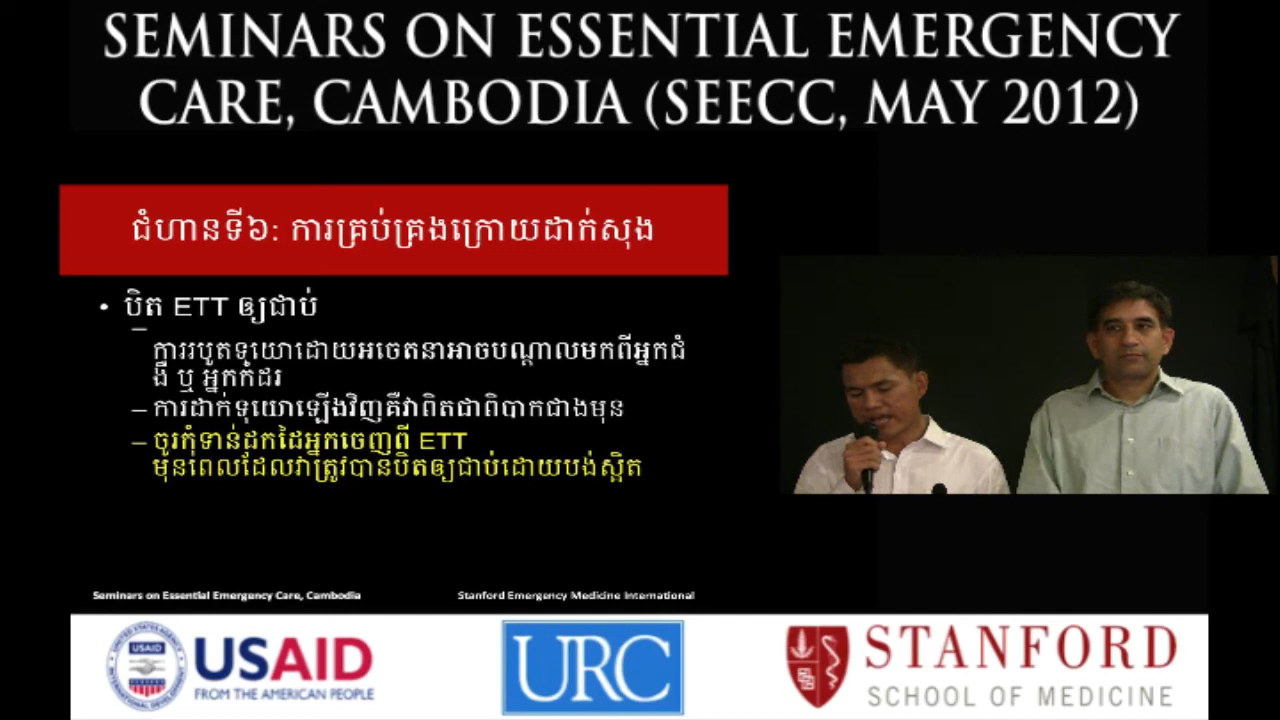 SEMINARS ON ESSENTIAL EMERGENCY
CARE, CAMBODIA (SEECC, MAY 2012)
ជំហានទី៦: ការគ្រប់គ្រងក្រោយដាក់សុង
• បិត ETT ឲ្យជាប់
–
ការរបូតទុយោដោយអចេតនាអាចបណ្តាលមកពីអ្នកជំ
ងឺ ឬ អ្នកកំដរ
– ការដាក់ទុយោឡើងវិញគឺវាពិតជាពិបាកជាងមុន
– ចូរកុំទាន់ដកដៃអ្នកចេញពី ETT
មុនពេលដែលវាត្រូវបានបិតឲ្យជាប់ដោយបង់ស្អិត
Seminars on Essential Emergency Care, Cambodia
Stanford Emergency Medicine International
USAID
USAID
FROM THE AMERICAN PEOPLE
URC
STANFORD
SCHOOL OF MEDICINE